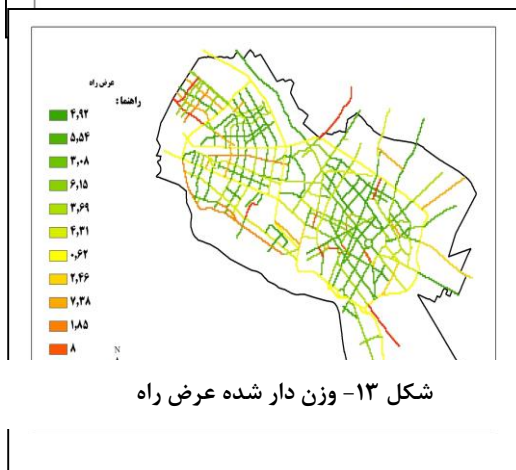 عرض راه
راهنما:
۴,۹۲
۵,۵۴
۳,۰۸
۶,۱۵
۳,۶۹
۴,۳۱
۰,۶۲
۲,۴۶
۷,۳۸
۱,۸۵
۸
N
شکل ۱۳- وزن دار شده عرض راه